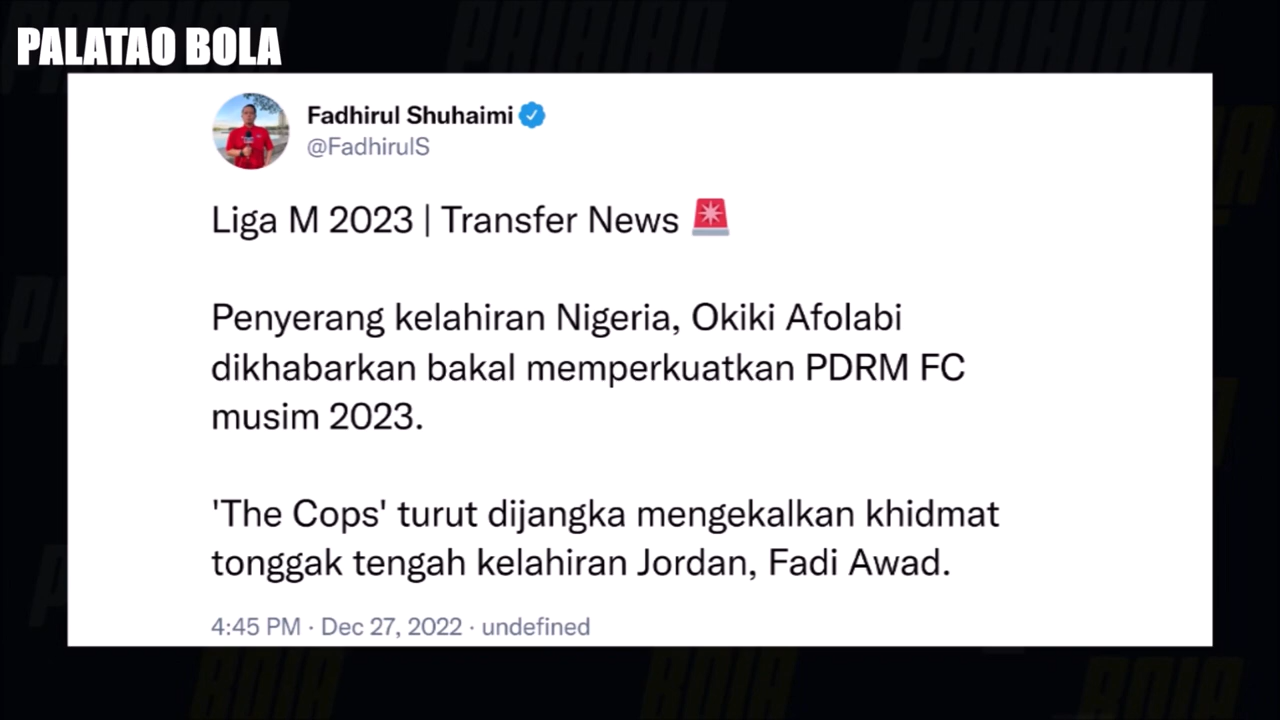 PALATAO BOLA
Fadhirul Shuhaimi
@FadhirulS
Liga M 2023 | Transfer News 🚨
Penyerang kelahiran Nigeria, Okiki Afolabi
dikhabarkan bakal memperkuatkan PDRM FC
musim 2023.
'The Cops' turut dijangka mengekalkan khidmat
tonggak tengah kelahiran Jordan, Fadi Awad.
4:45 PM · Dec 27, 2022 · undefined